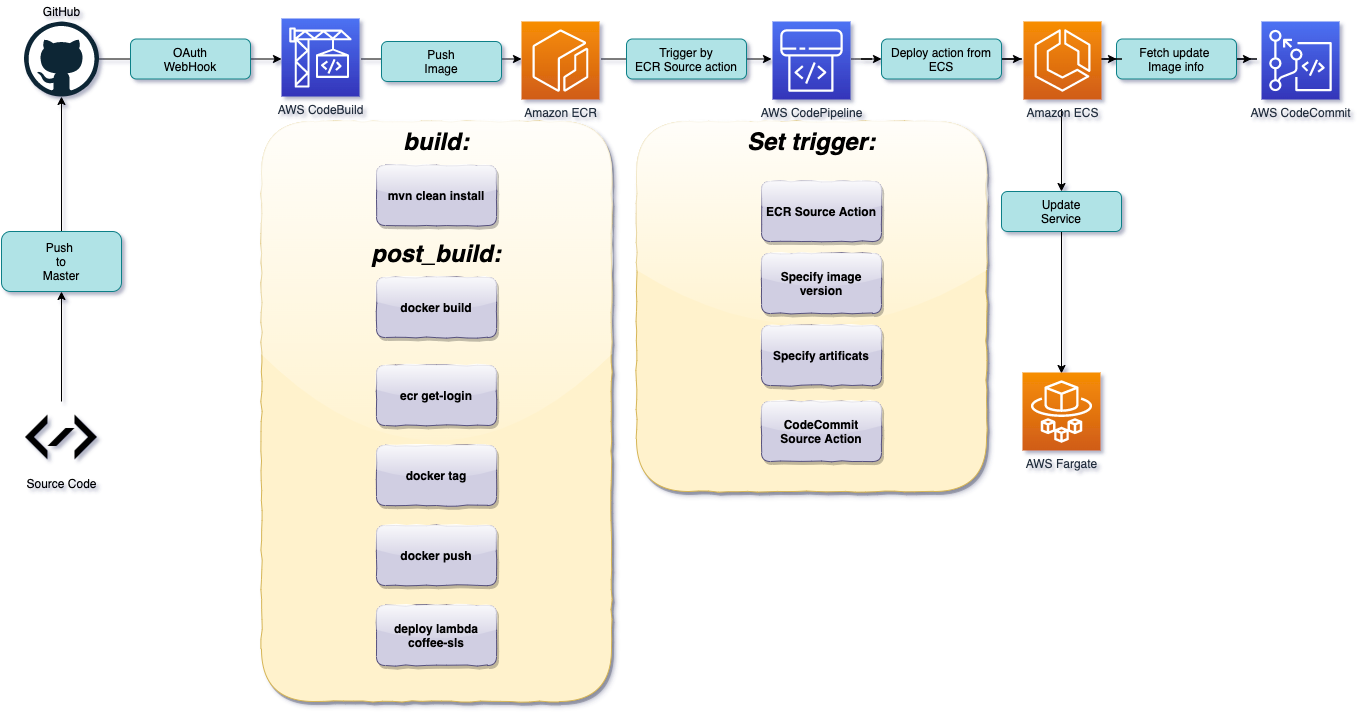 GitHub
OAuth
WebHook
AWS CodeBuild
Push
Image
Amazon ECR
Trigger by
ECR Source action
AWS CodePipeline
Deploy action from
ECS
Amazon ECS
Fetch update
Image info
AWS CodeCommit
Push
to
Master
Source Code
build:
mvn clean install
post_build:
docker build
ecr get-login
docker tag
docker push
deploy lambda
coffee-sls
Set trigger:
ECR Source Action
Specify image
version
Specify artificats
CodeCommit
Source Action
Update
Service
AWS Fargate